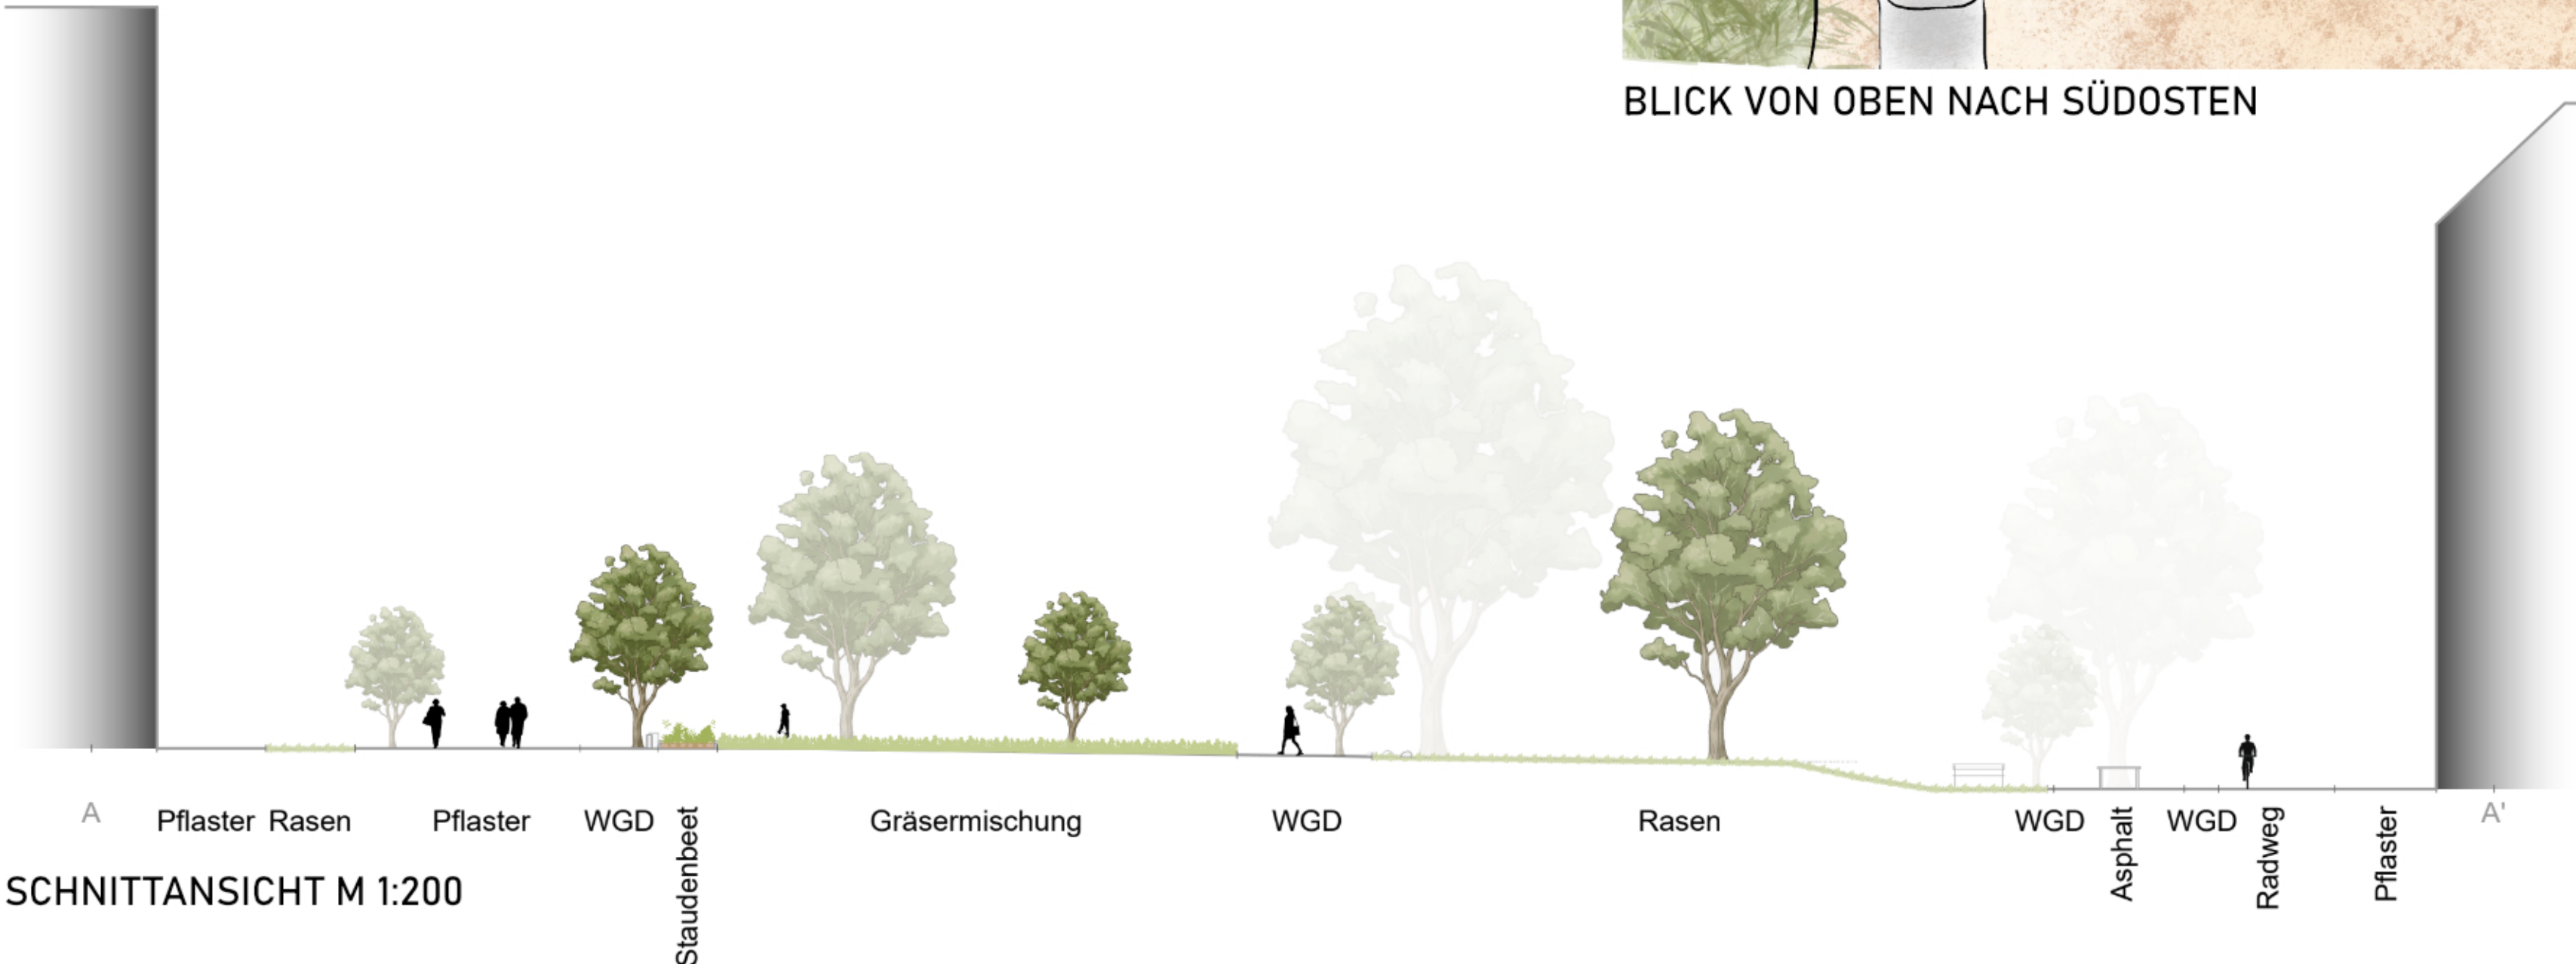 BLICK VON OBEN NACH SÜDOSTEN
A Pflaster Rasen Pflaster WGD Staudenbeet Gräsermischung WGD Rasen WGD Asphalt WGD Radweg Pflaster A'
SCHNITTANSICHT M 1:200